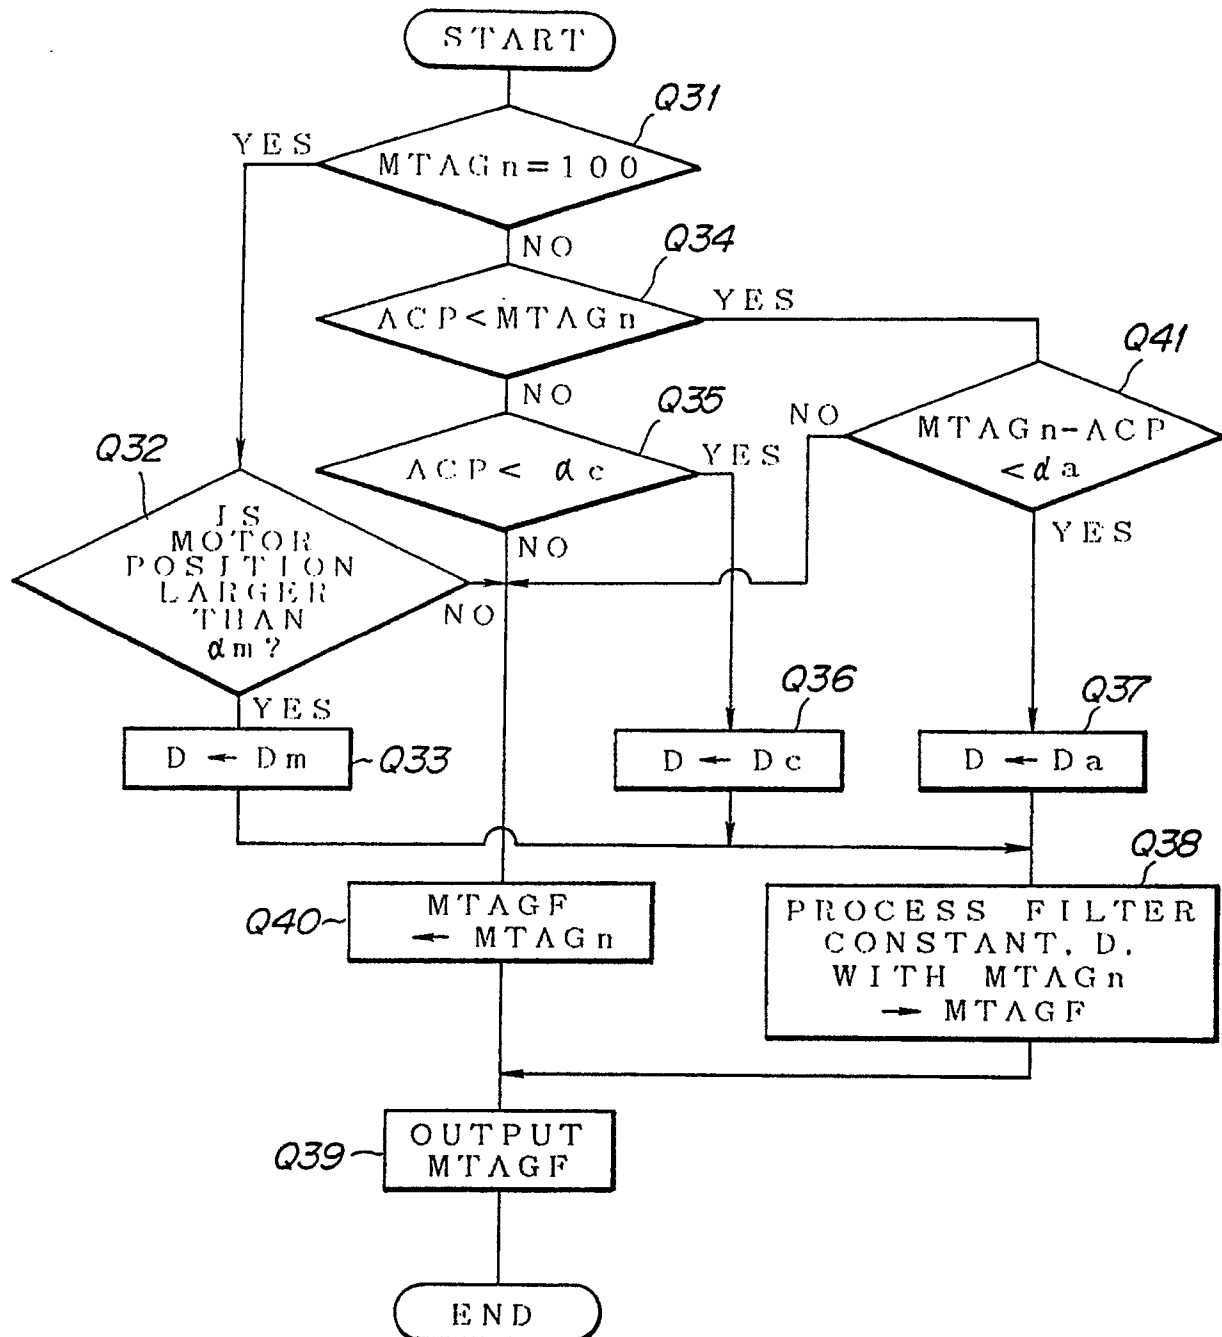 START
Q31
YES
MTAGn=100
NO
Q34
ACP<MTAGn
YES
Q41
NO
Q35
NO
MTAGn-ACP
<αa
Q32
ACP< αc
YES
IS
MOTOR
POSITION
LARGER
THAN
αm?
NO
YES
NO
YES
Q36
Q37
D ← Dm
Q33
D ← Dc
D ← Da
Q38
MTAGF
← MTAGn
Q40
PROCESS FILTER
CONSTANT, D,
WITH MTAGn
→ MTAGF
OUTPUT
MTAGF
Q39
END